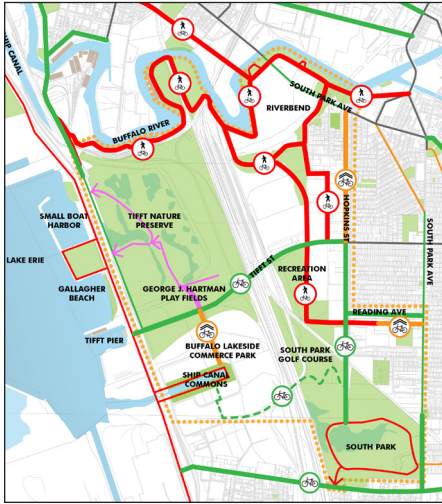 SHIP CANAL
SOUTH PARK AVE
RIVERBEND
BUFFALO RIVER
HOPKINS ST
SMALL BOAT
HARBOR
TIFFT NATURE
PRESERVE
SOUTH PARK AVE
LAKE ERIE
TIFFT ST
RECREATION
AREA
GALLAGHER
BEACH
GEORGE J. HARTMAN
PLAY FIELDS
READING AVE
TIFFT PIER
BUFFALO LAKESIDE
COMMERCE PARK
SOUTH PARK
GOLF COURSE
SHIP CANAL
COMMONS
SOUTH PARK